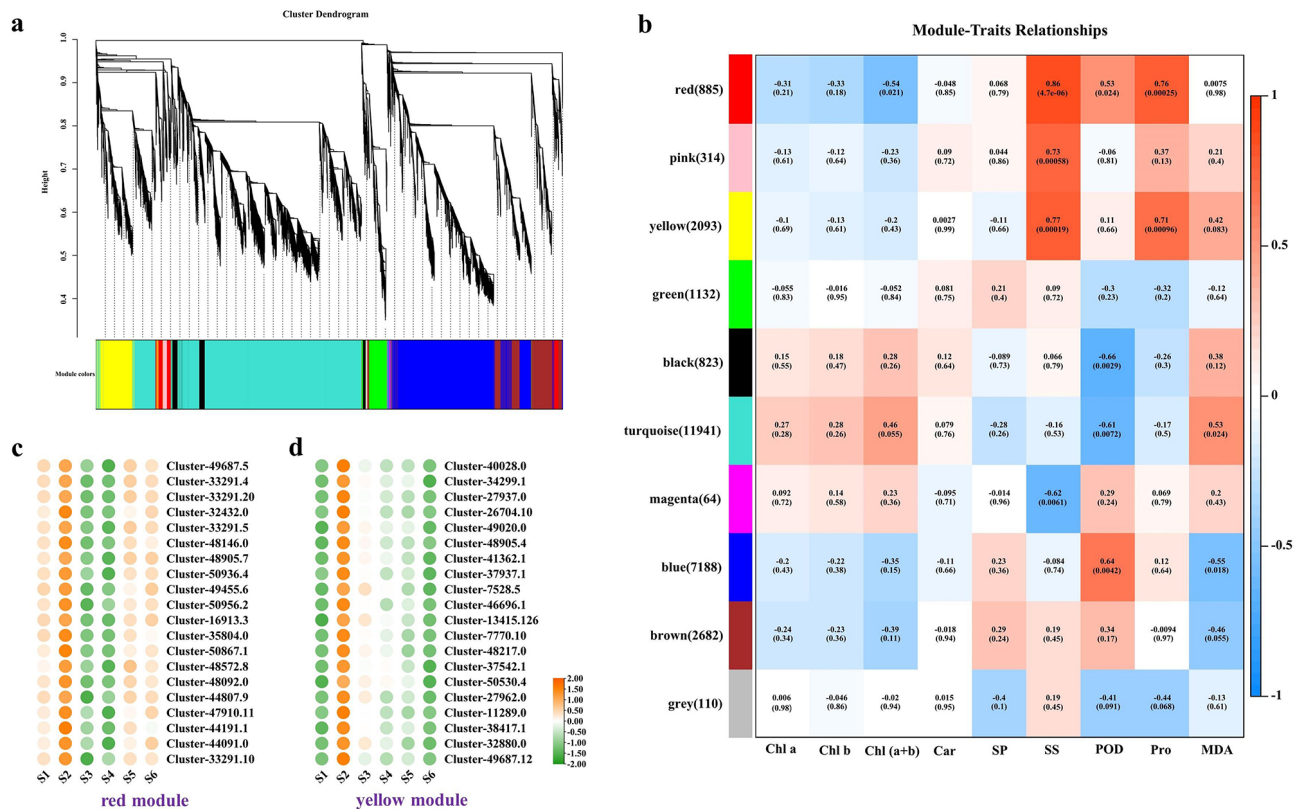 a
Cluster Dendrogram
Height
1.0
0.9
0.8
0.7
0.6
0.5
0.4
Module colors
b
Module-Traits Relationships
red(885)
-0.31 -0.33 -0.54 -0.048 0.068 0.86 0.53 0.76 0.0075
(0.21) (0.18) (0.021) (0.85) (0.79) (4.7e-06) (0.024) (0.00025) (0.98)
pink(314)
-0.13 -0.12 -0.23 0.09 0.044 0.73 -0.06 0.37 0.21
(0.61) (0.64) (0.36) (0.72) (0.86) (0.00058) (0.81) (0.13) (0.4)
yellow(2093)
-0.1 -0.13 -0.2 0.0027 -0.11 0.77 0.11 0.71 0.42
(0.69) (0.61) (0.43) (0.99) (0.66) (0.00019) (0.66) (0.00096) (0.083)
green(1132)
-0.055 -0.016 -0.052 0.081 0.21 0.09 -0.3 -0.32 -0.12
(0.83) (0.95) (0.84) (0.75) (0.4) (0.72) (0.23) (0.2) (0.64)
black(823)
0.15 0.18 0.28 0.12 -0.089 0.066 -0.66 -0.26 0.38
(0.55) (0.47) (0.26) (0.64) (0.73) (0.79) (0.0029) (0.3) (0.12)
turquoise(11941)
0.27 0.28 0.46 0.079 -0.28 -0.16 -0.61 -0.17 0.53
(0.28) (0.26) (0.055) (0.76) (0.26) (0.53) (0.0072) (0.5) (0.024)
magenta(64)
0.092 0.14 0.23 -0.095 -0.014 -0.62 0.29 0.069 0.2
(0.72) (0.58) (0.36) (0.71) (0.96) (0.0061) (0.24) (0.79) (0.43)
blue(7188)
-0.2 -0.22 -0.35 -0.11 0.23 -0.084 0.64 0.12 -0.55
(0.43) (0.38) (0.15) (0.66) (0.36) (0.74) (0.0042) (0.64) (0.018)
brown(2682)
-0.24 -0.23 -0.39 -0.018 0.29 0.19 0.34 -0.0094 -0.46
(0.34) (0.36) (0.11) (0.94) (0.24) (0.45) (0.17) (0.97) (0.055)
grey(110)
0.006 -0.046 -0.02 0.015 -0.4 0.19 -0.41 -0.44 -0.13
(0.98) (0.86) (0.94) (0.95) (0.1) (0.45) (0.091) (0.068) (0.61)
Chl a Chl b Chl (a+b) Car SP SS POD Pro MDA
1
0.5
0
-0.5
-1
c
Cluster-49687.5
Cluster-33291.4
Cluster-33291.20
Cluster-32432.0
Cluster-33291.5
Cluster-48146.0
Cluster-48905.7
Cluster-50936.4
Cluster-49455.6
Cluster-50956.2
Cluster-16913.3
Cluster-35804.0
Cluster-50867.1
Cluster-48572.8
Cluster-48092.0
Cluster-44807.9
Cluster-47910.11
Cluster-44191.1
Cluster-44091.0
Cluster-33291.10
S1 S2 S3 S4 S5 S6
red module
d
Cluster-40028.0
Cluster-34299.1
Cluster-27937.0
Cluster-26704.10
Cluster-49020.0
Cluster-48905.4
Cluster-41362.1
Cluster-37937.1
Cluster-7528.5
Cluster-46696.1
Cluster-13415.126
Cluster-7770.10
Cluster-48217.0
Cluster-37542.1
Cluster-50530.4
Cluster-27962.0
Cluster-11289.0
Cluster-38417.1
Cluster-32880.0
Cluster-49687.12
S1 S2 S3 S4 S5 S6
yellow module
2.00
1.50
1.00
0.50
0.00
-0.50
-1.00
-1.50
-2.00